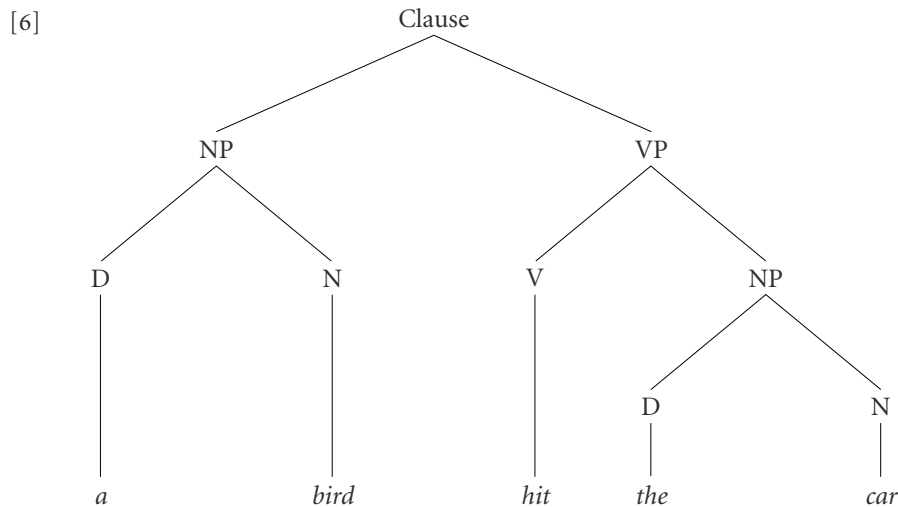 [6] Clause
NP VP
D N V NP
D N
a bird hit the car